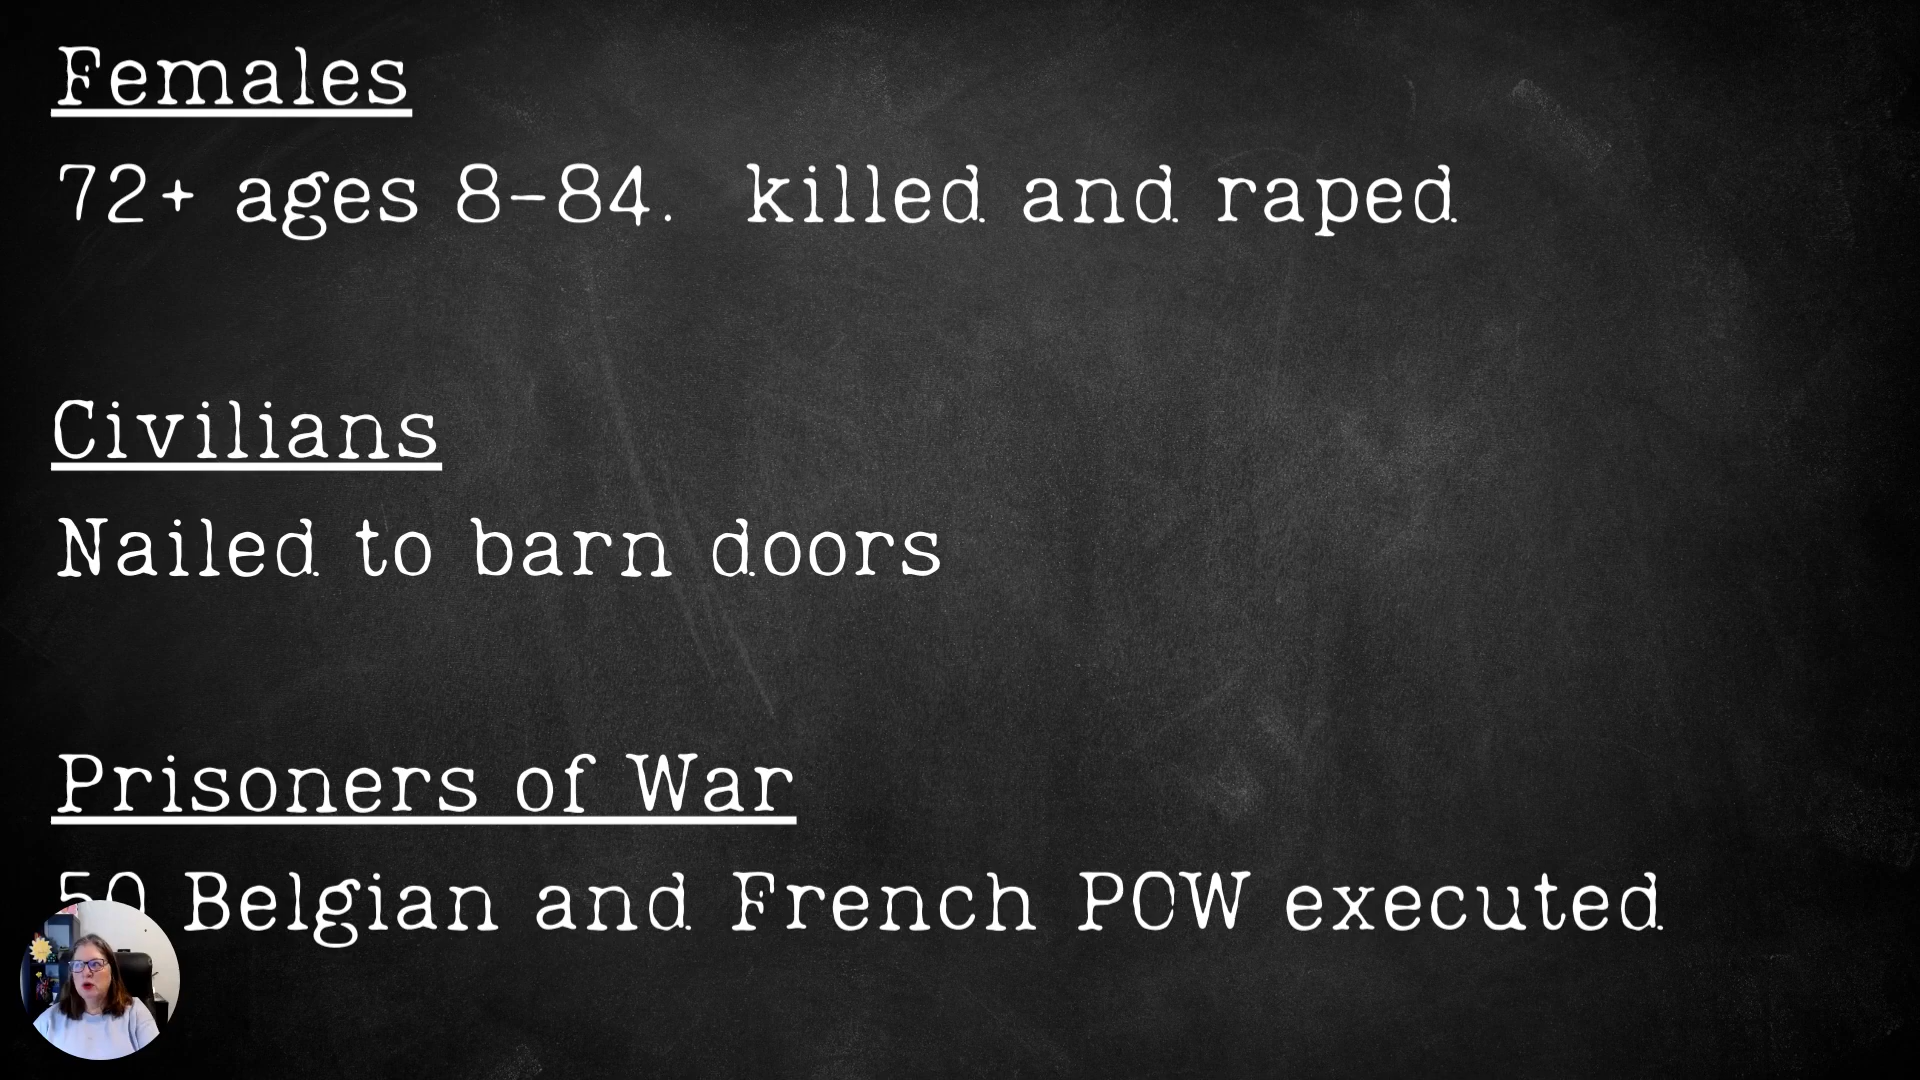 Females
72+ ages 8-84.  killed and raped
Civilians
Nailed to barn doors
Prisoners of War
50 Belgian and French POW executed